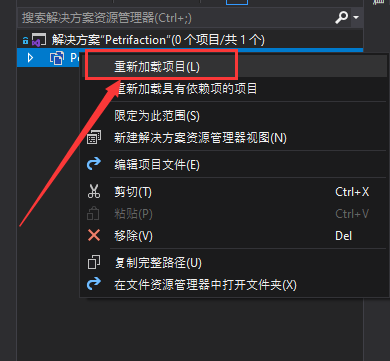 搜索解决方案资源管理器(Ctrl+;)
解决方案"Petrifaction"(0 个项目/共 1 个)
重新加载项目(L)
重新加载具有依赖项的项目
限定为此范围(S)
新建解决方案资源管理器视图(N)
编辑项目文件(E)
剪切(T) Ctrl+X
粘贴(P) Ctrl+V
移除(V) Del
复制完整路径(U)
在文件资源管理器中打开文件夹(X)